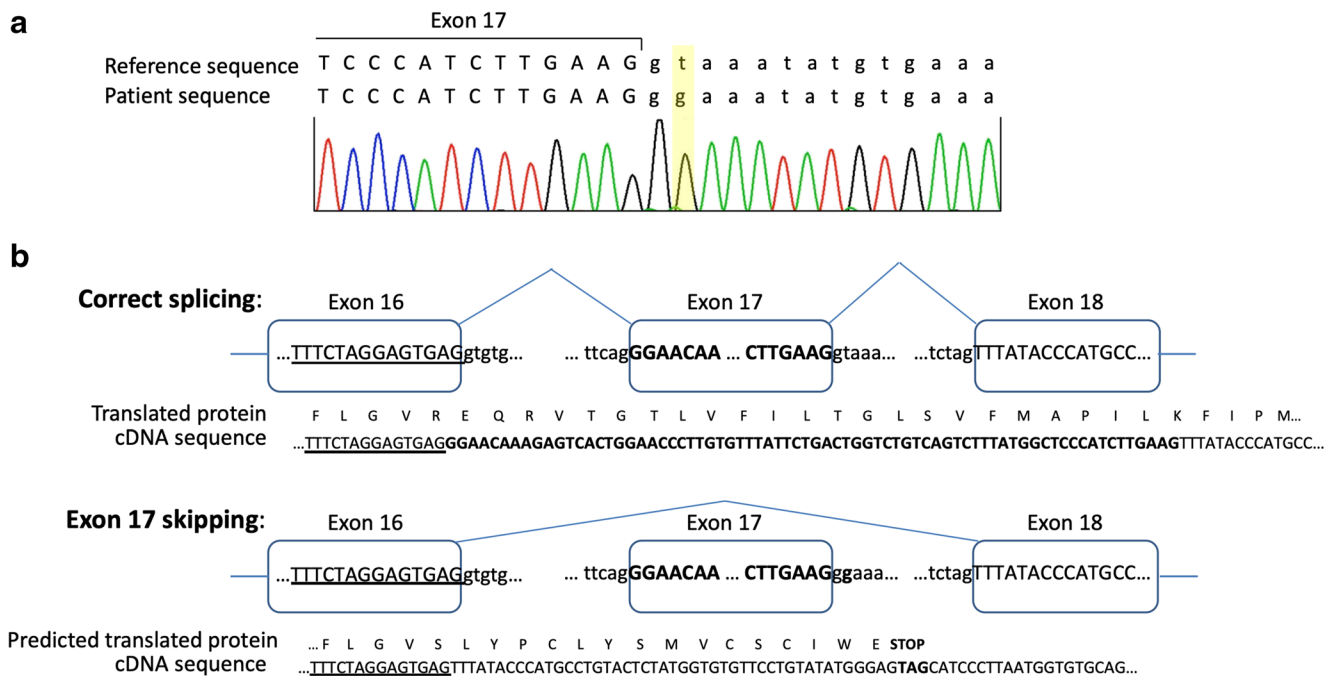 a
Exon 17
Reference sequence T C C C A T C T T G A A G g t a a a t a t g t g a a a
Patient sequence T C C C A T C T T G A A G g g a a a t a t g t g a a a
b
Correct splicing: Exon 16 Exon 17 Exon 18
...TTTCTAGGAGTGAGgtgtg... ... ttcagGGAACAA ... CTTGAAGgtaaa... ...tctagTTTATACCCATGCC...
Translated protein F L G V R E Q R V T G T L V F I L T G L S V F M A P I L K F I P M...
cDNA sequence ...TTTCTAGGAGTGAGGGAACAAAGAGTCACTGGAACCCTTGTGTTTATTCTGACTGGTCTGTCAGTCTTTATGGCTCCCATCTTGAAGTTTATACCCATGCC...
Exon 17 skipping: Exon 16 Exon 17 Exon 18
...TTTCTAGGAGTGAGgtgtg... ... ttcagGGAACAA ... CTTGAAGggaaa... ...tctagTTTATACCCATGCC...
Predicted translated protein ...F L G V S L Y P C L Y S M V C S C I W E STOP
cDNA sequence ...TTTCTAGGAGTGAGTTTATACCCATGCCTGTACTCTATGGTGTGTTCCTGTATATGGGAGTAGCATCCCTTAATGGTGTGCAG...